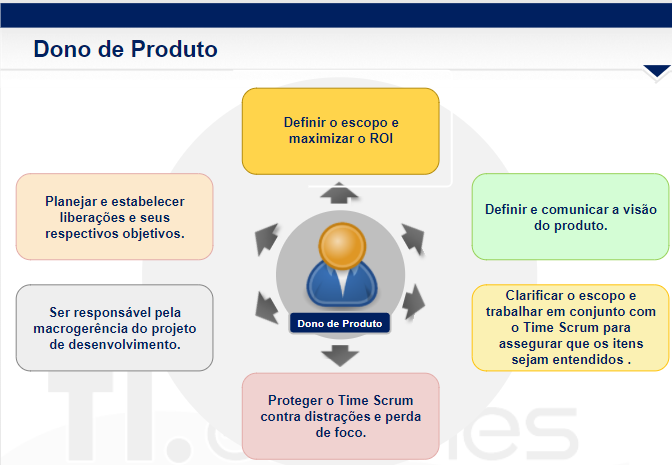 Dono de Produto
Definir o escopo e
maximizar o ROI
Planejar e estabelecer
liberações e seus
respectivos objetivos.
Definir e comunicar a visão
do produto.
Ser responsável pela
macrogerência do projeto
de desenvolvimento.
Dono de Produto
Clarificar o escopo e
trabalhar em conjunto com
o Time Scrum para
assegurar que os itens
sejam entendidos .
Proteger o Time Scrum
contra distrações e perda
de foco.